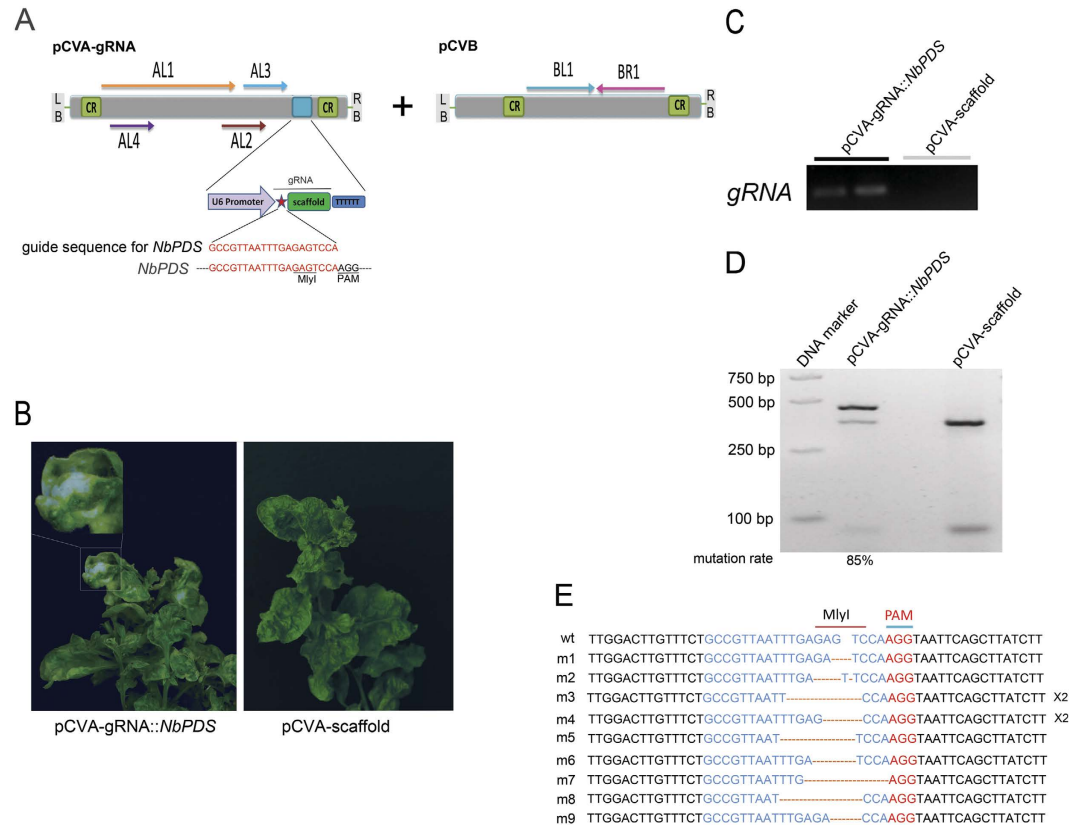 A
pCVA-gRNA
pCVB
AL1
AL3
BL1
BR1
L
B
CR
CR
R
B
+
L
B
CR
CR
R
B
AL4
AL2
gRNA
U6 Promoter
scaffold
TTTTTT
guide sequence for NbPDS
GCCGTTAATTTGAGAGTCCA
NbPDS
----GCCGTTAATTTGAGAGTCCAAGG----
MlyI
PAM
B
pCVA-gRNA::NbPDS
pCVA-scaffold
C
pCVA-gRNA::NbPDS
pCVA-scaffold
gRNA
D
DNA marker
pCVA-gRNA::NbPDS
pCVA-scaffold
750 bp
500 bp
250 bp
100 bp
mutation rate
85%
E
MlyI
PAM
wt TTGGACTTGTTTCTGCCGTTAATTTGAGAG TCCAAGGTAATTCAGCTTATCTT
m1 TTGGACTTGTTTCTGCCGTTAATTTGAGA-----TCCAAGGTAATTCAGCTTATCTT
m2 TTGGACTTGTTTCTGCCGTTAATTTGA-------T-TCCAAGGTAATTCAGCTTATCTT
m3 TTGGACTTGTTTCTGCCGTTAATT-------------------CCAAGGTAATTCAGCTTATCTT X2
m4 TTGGACTTGTTTCTGCCGTTAATTTGAG----------CCAAGGTAATTCAGCTTATCTT X2
m5 TTGGACTTGTTTCTGCCGTTAAT-------------------TCCAAGGTAATTCAGCTTATCTT
m6 TTGGACTTGTTTCTGCCGTTAATTTGA-----------TCCAAGGTAATTCAGCTTATCTT
m7 TTGGACTTGTTTCTGCCGTTAATTTG---------------------AGGTAATTCAGCTTATCTT
m8 TTGGACTTGTTTCTGCCGTTAAT---------------------CCAAGGTAATTCAGCTTATCTT
m9 TTGGACTTGTTTCTGCCGTTAATTTGAGA--------CCAAGGTAATTCAGCTTATCTT